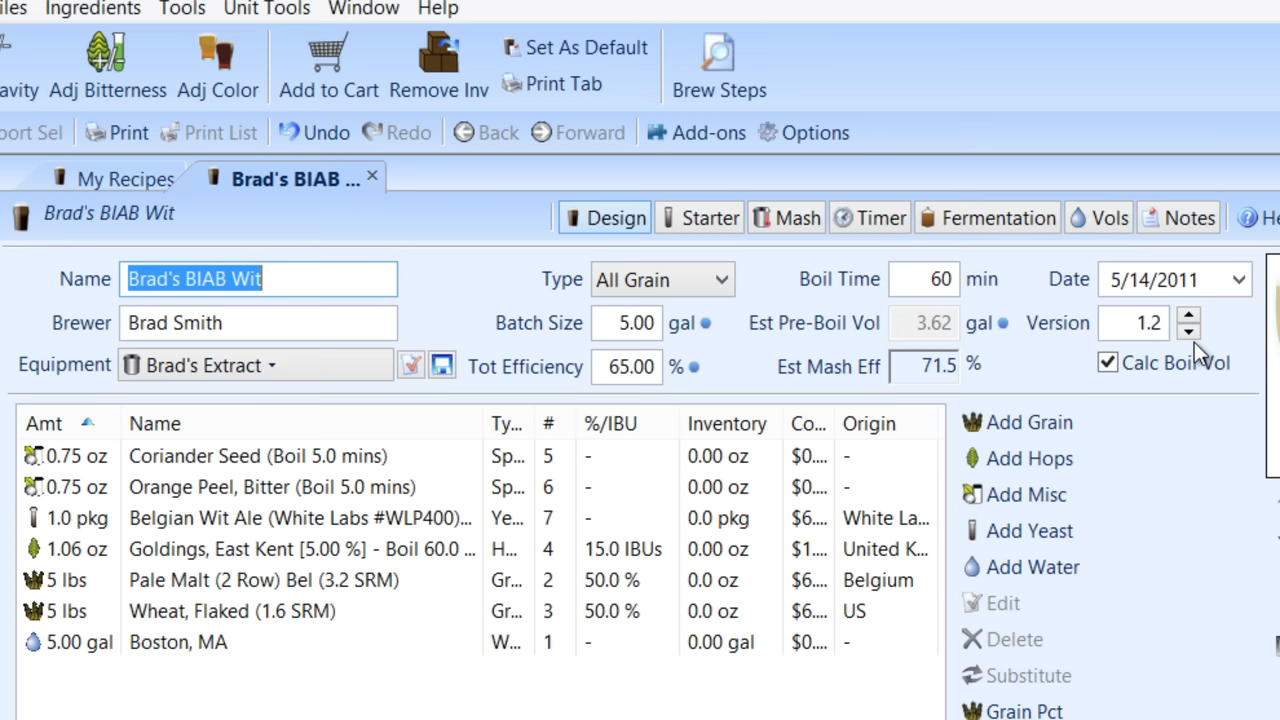 iles Ingredients Tools Unit Tools Window Help
avity Adj Bitterness Adj Color Add to Cart Remove Inv Set As Default Print Tab Brew Steps
port Sel Print Print List Undo Redo Back Forward Add-ons Options
My Recipes Brad's BIAB ...
Brad's BIAB Wit Design Starter Mash Timer Fermentation Vols Notes He
Name Brad's BIAB Wit Type All Grain Boil Time 60 min Date 5/14/2011
Brewer Brad Smith Batch Size 5.00 gal Est Pre-Boil Vol 3.62 gal Version 1.2
Equipment Brad's Extract Tot Efficiency 65.00 % Est Mash Eff 71.5 % Calc Boil Vol
Amt Name Ty... # %/IBU Inventory Co... Origin
0.75 oz Coriander Seed (Boil 5.0 mins) Sp... 5 - 0.00 oz $0.... -
0.75 oz Orange Peel, Bitter (Boil 5.0 mins) Sp... 6 - 0.00 oz $0.... -
1.0 pkg Belgian Wit Ale (White Labs #WLP400)... Ye... 7 - 0.0 pkg $6.... White La...
1.06 oz Goldings, East Kent [5.00 %] - Boil 60.0 ... H... 4 15.0 IBUs 0.00 oz $1.... United K...
5 lbs Pale Malt (2 Row) Bel (3.2 SRM) Gr... 2 50.0 % 0.0 oz $6.... Belgium
5 lbs Wheat, Flaked (1.6 SRM) Gr... 3 50.0 % 0.0 oz $6.... US
5.00 gal Boston, MA W... 1 - 0.00 gal $0.... -
Add Grain
Add Hops
Add Misc
Add Yeast
Add Water
Edit
Delete
Substitute
Grain Pct